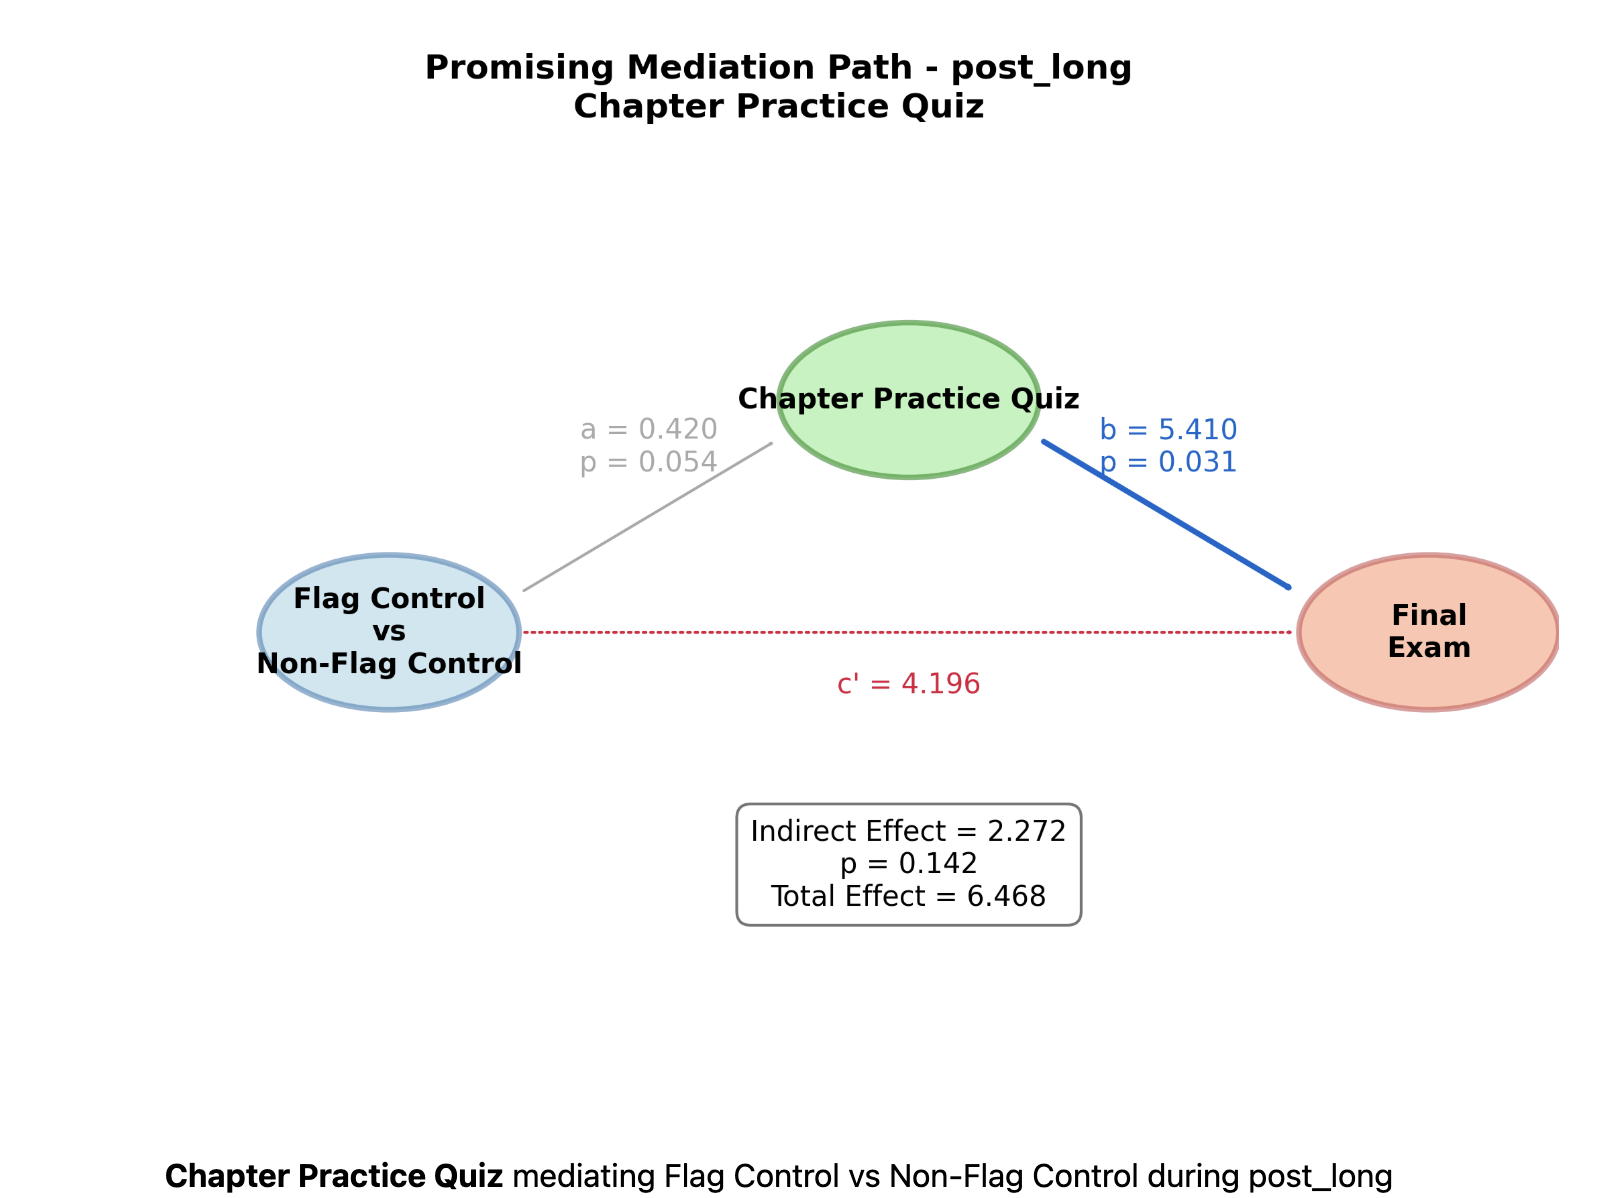 Promising Mediation Path - post_long
Chapter Practice Quiz
Chapter Practice Quiz
a = 0.420
p = 0.054
b = 5.410
p = 0.031
Flag Control
vs
Non-Flag Control
Final
Exam
c' = 4.196
Indirect Effect = 2.272
p = 0.142
Total Effect = 6.468
Chapter Practice Quiz mediating Flag Control vs Non-Flag Control during post_long